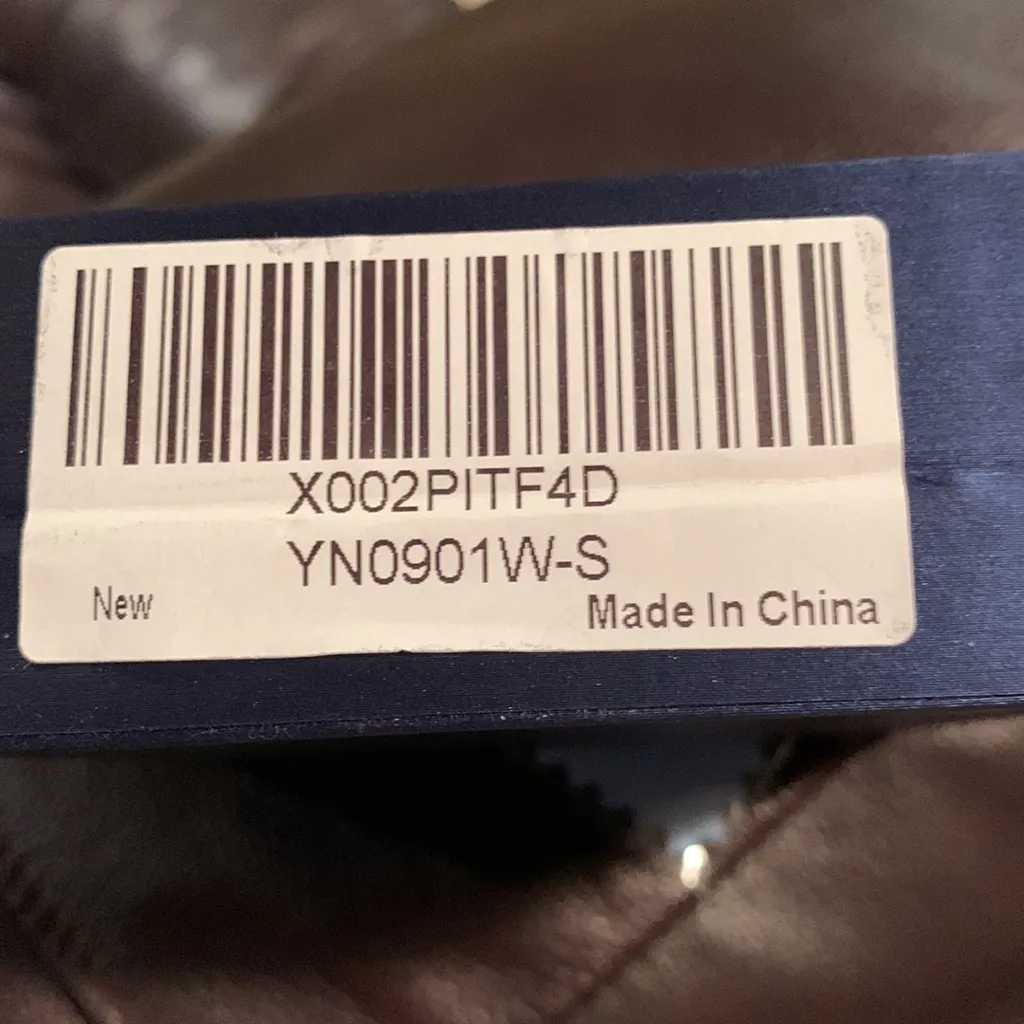 X002PITF4D
YN0901W-S
New
Made In China